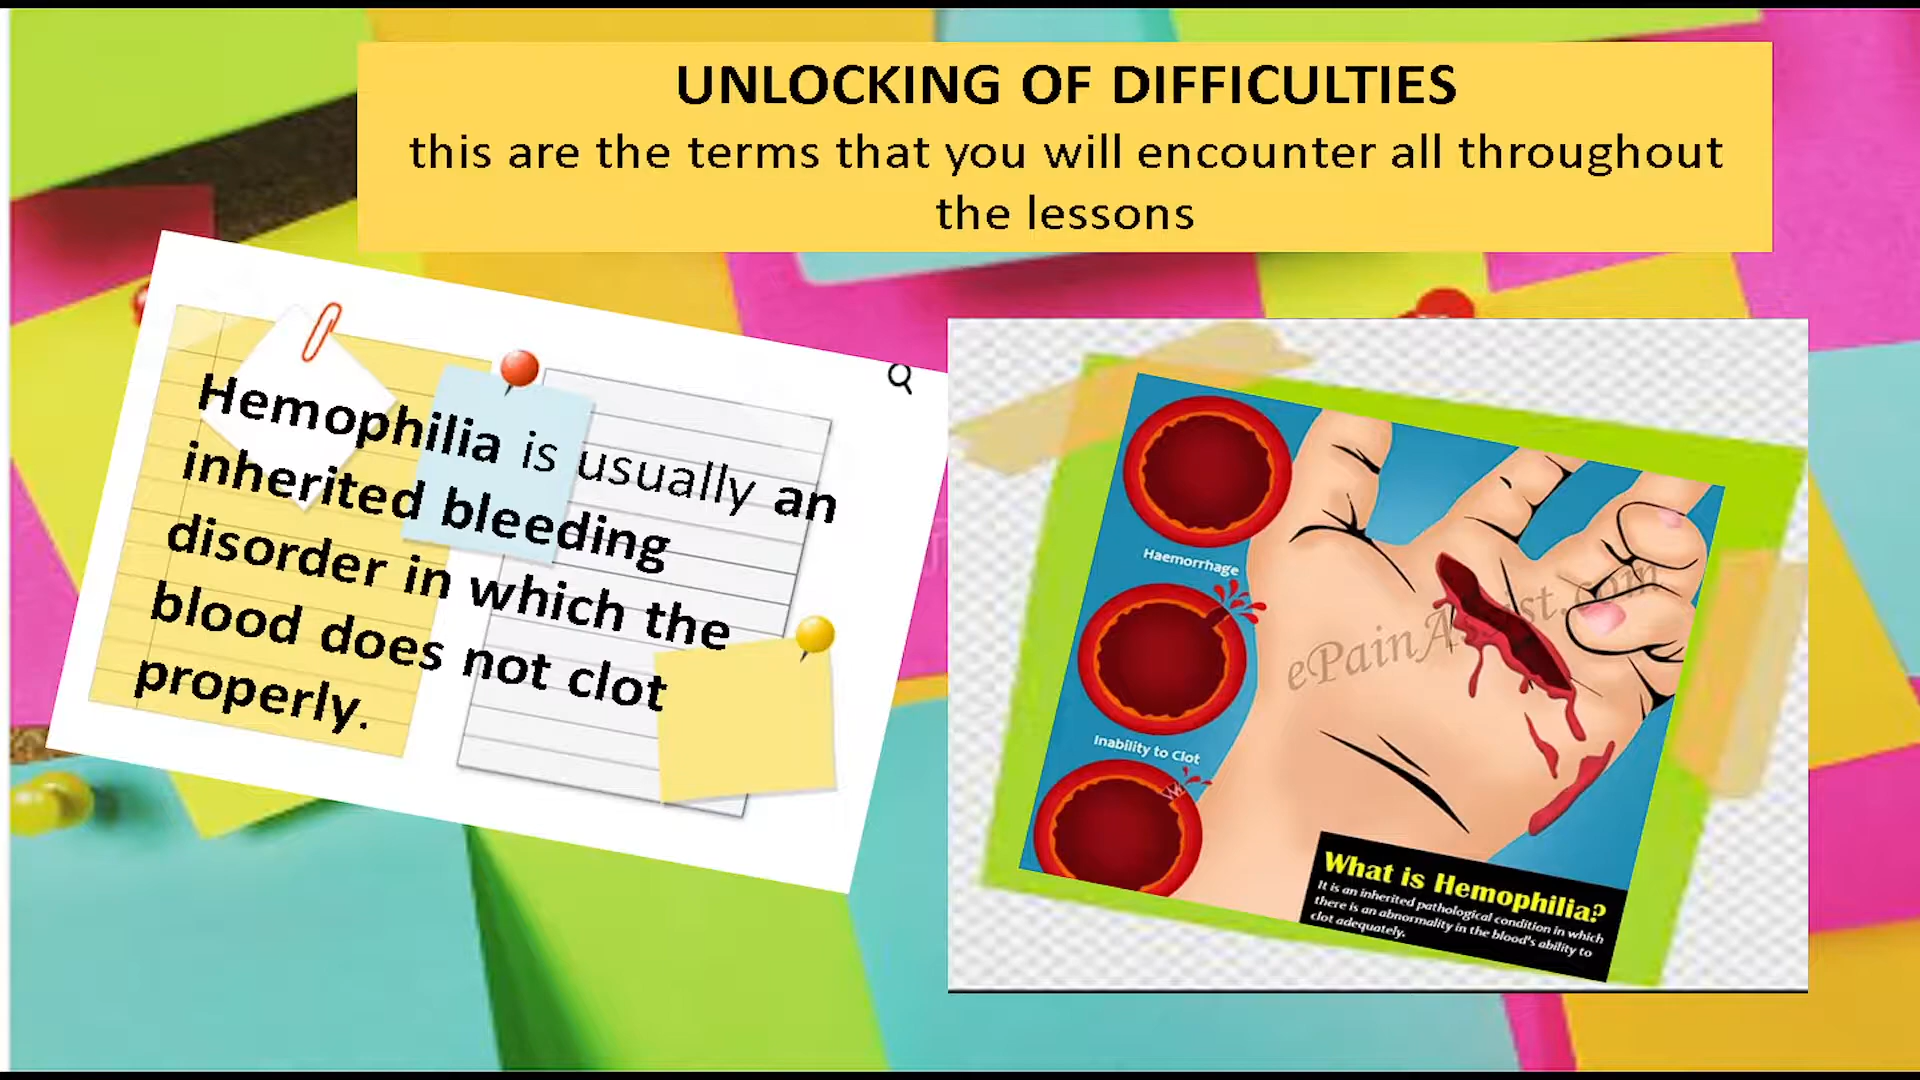 UNLOCKING OF DIFFICULTIES
this are the terms that you will encounter all throughout
the lessons
Hemophilia is usually an
inherited bleeding
disorder in which the
blood does not clot
properly.
Haemorrhage
Inability to Clot
ePainAssist.com
What is Hemophilia?
It is an inherited pathological condition in which
there is an abnormality in the blood's ability to
clot adequately.